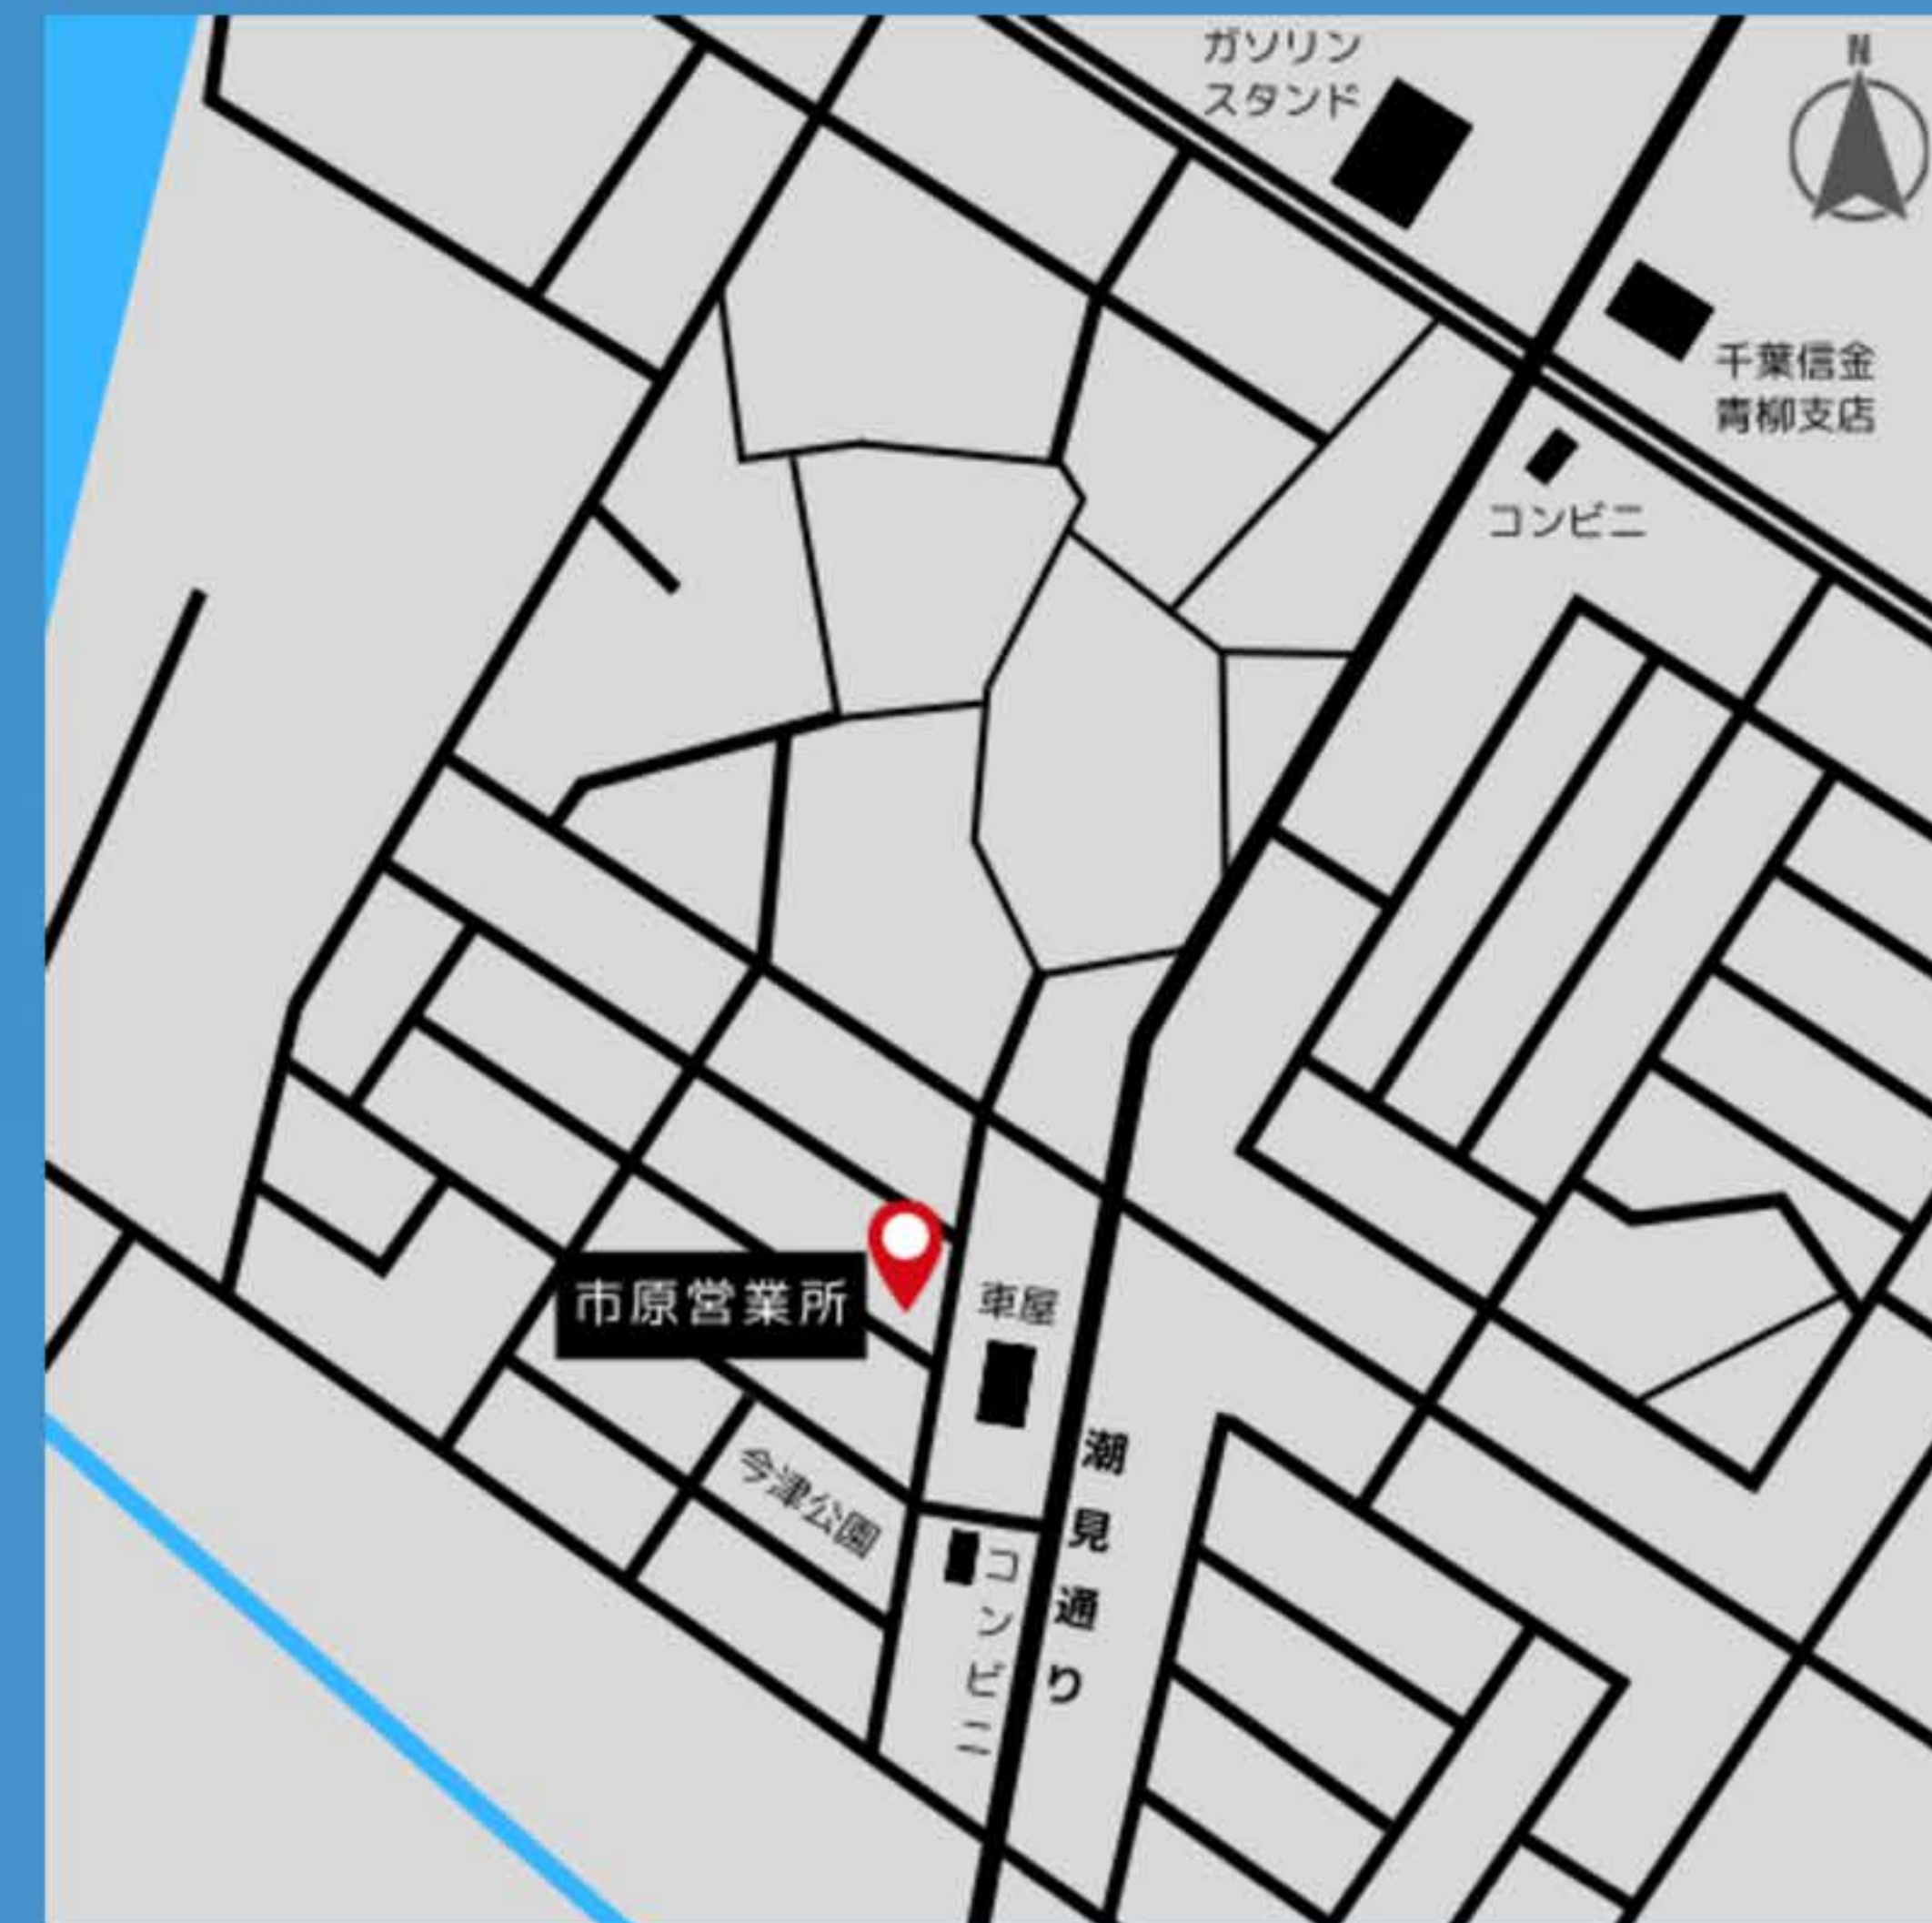 ガソリン
スタンド
N
千葉信金
青柳支店
コンビニ
市原営業所
車屋
潮見通り
今津公園
コンビニ